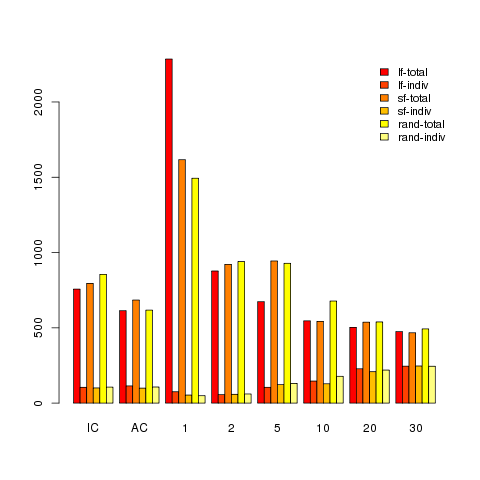 lf-total
lf-indiv
sf-total
sf-indiv
rand-total
rand-indiv
2000
1500
1000
500
0
IC AC 1 2 5 10 20 30